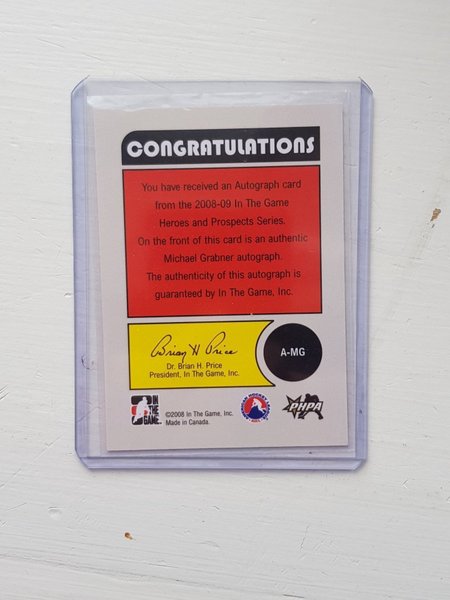 CONGRATULATIONS
You have received an Autograph card
from the 2008-09 In The Game
Heroes and Prospects Series.
On the front of this card is an authentic
Michael Grabner autograph.
The authenticity of this autograph is
guaranteed by In The Game, Inc.
Brian H Price
Dr. Brian H. Price
President, In The Game, Inc.
A-MG
IN
THE
GAME
©2008 In The Game, Inc.
Made in Canada.
PHPA